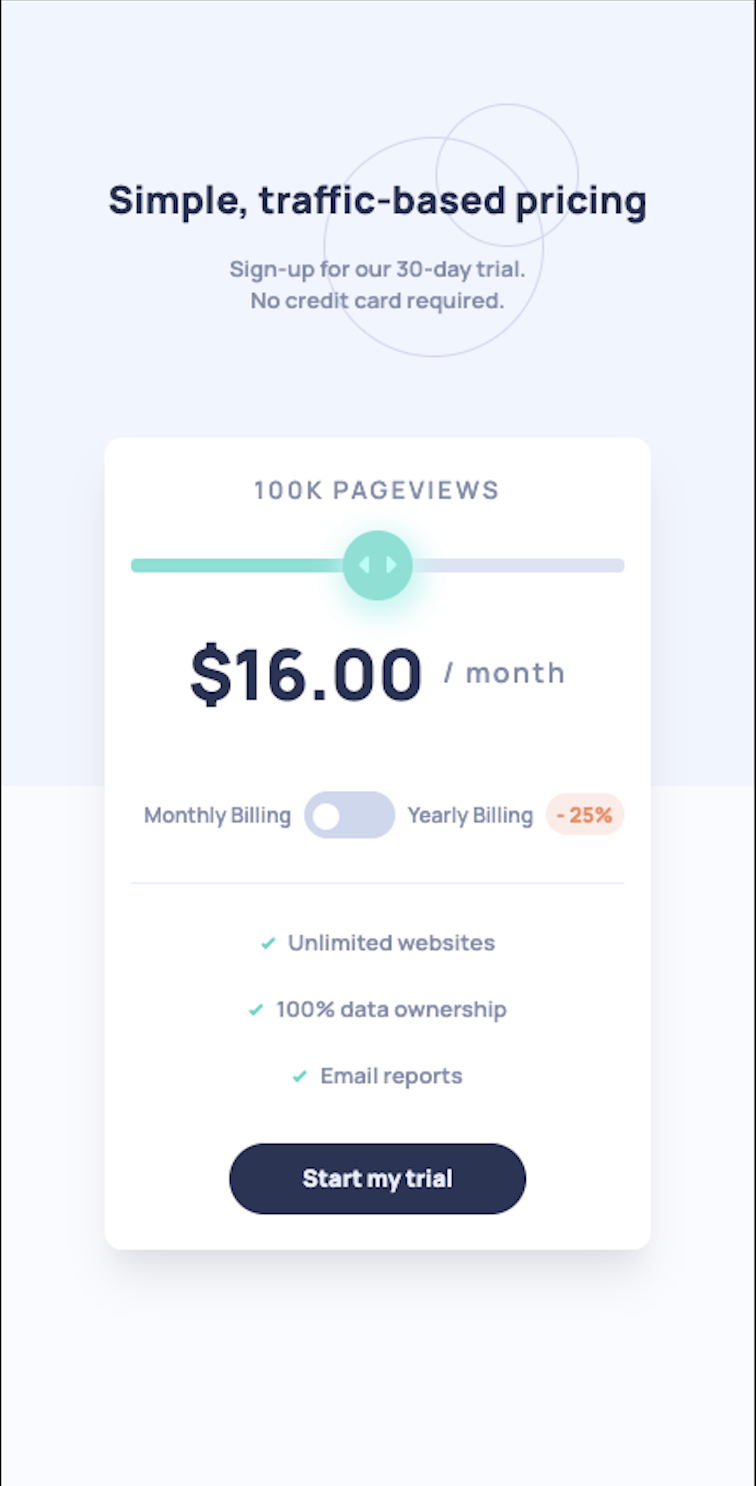 Simple, traffic-based pricing
Sign-up for our 30-day trial.
No credit card required.
100K PAGEVIEWS
$16.00 / month
Monthly Billing Yearly Billing - 25%
Unlimited websites
100% data ownership
Email reports
Start my trial